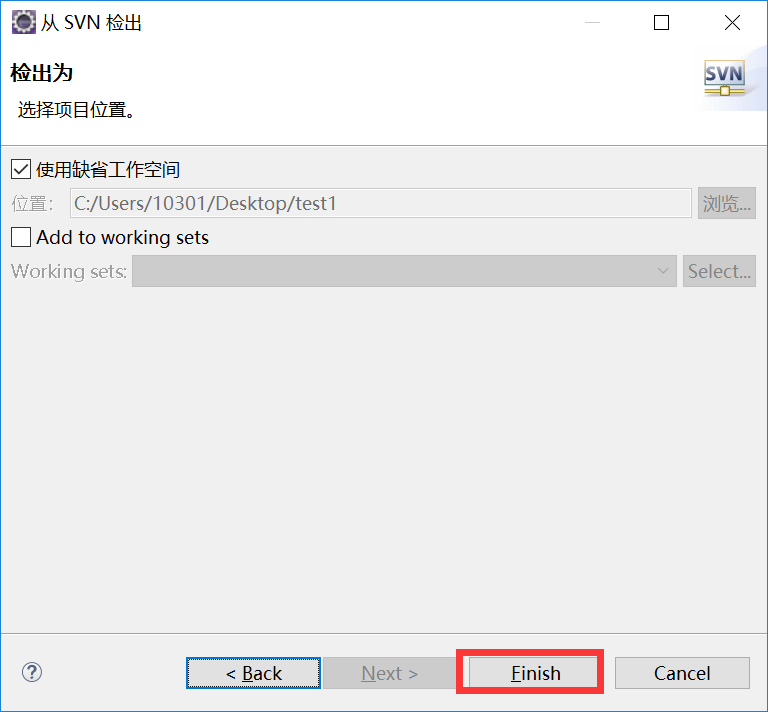 从 SVN 检出
检出为
选择项目位置。
SVN
使用缺省工作空间
位置: C:/Users/10301/Desktop/test1 浏览...
Add to working sets
Working sets: Select...
? < Back Next > Finish Cancel